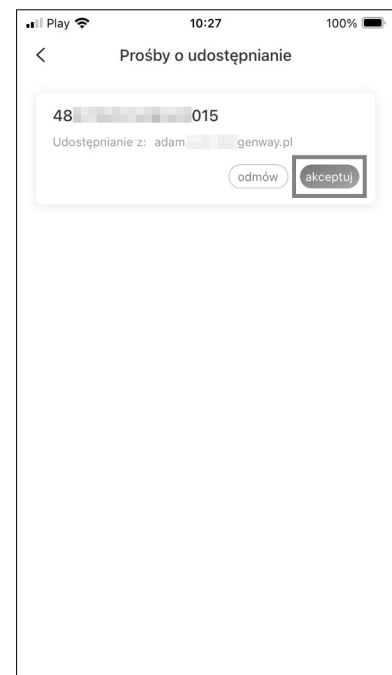 Play 10:27 100%
Prośby o udostępnianie
48 015
Udostępnianie z: adam genway.pl
odmów akceptuj